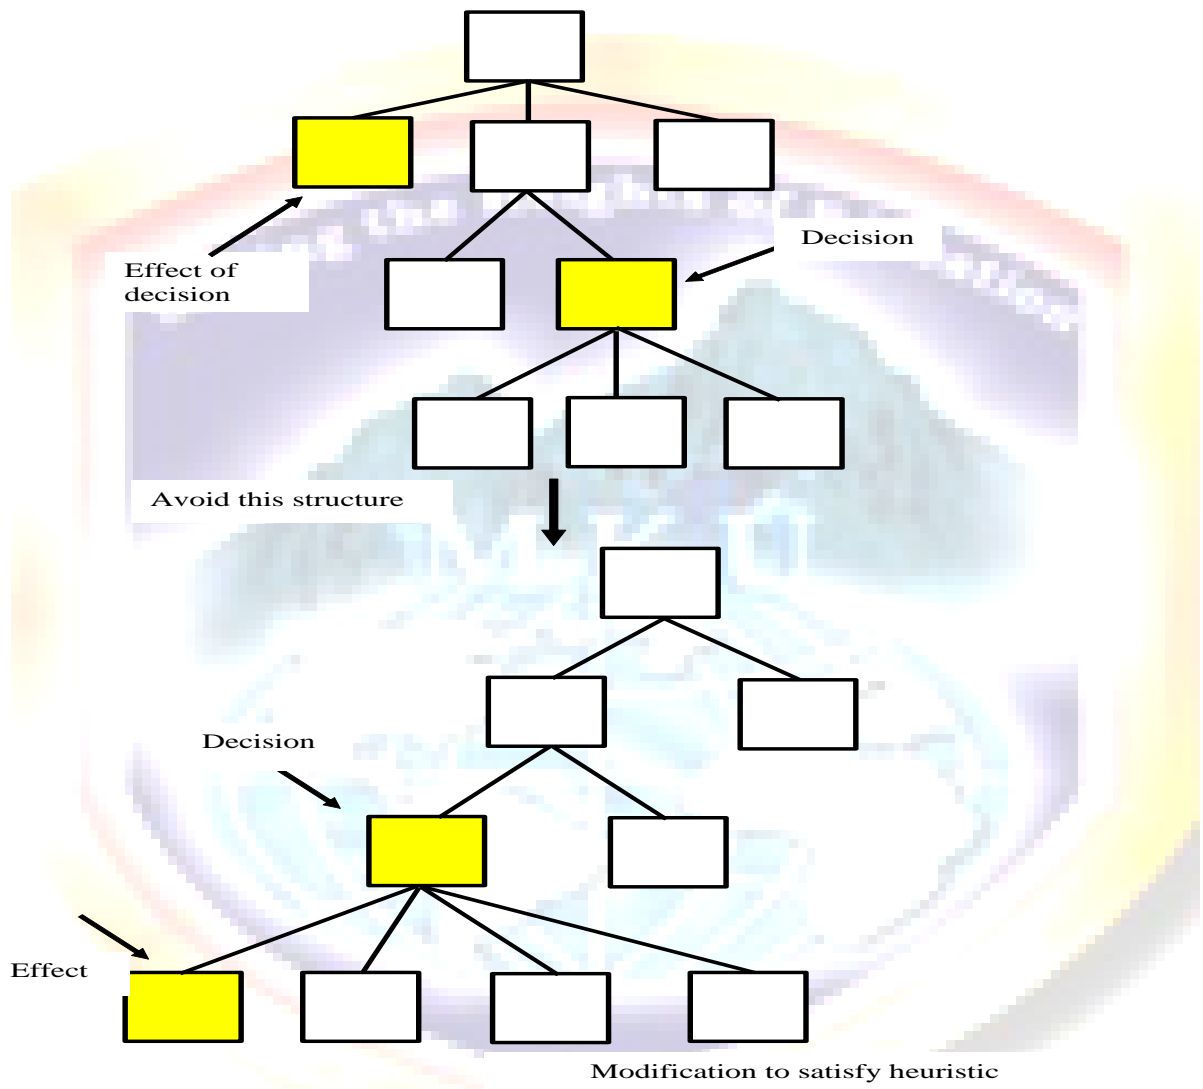 Decision
Effect of
decision
Avoid this structure
Decision
Effect
Modification to satisfy heuristic